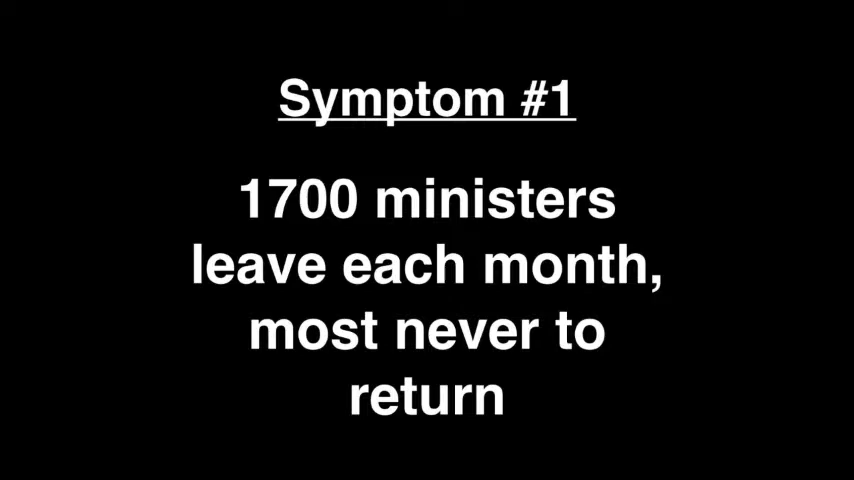 Symptom #1
1700 ministers
leave each month,
most never to
return